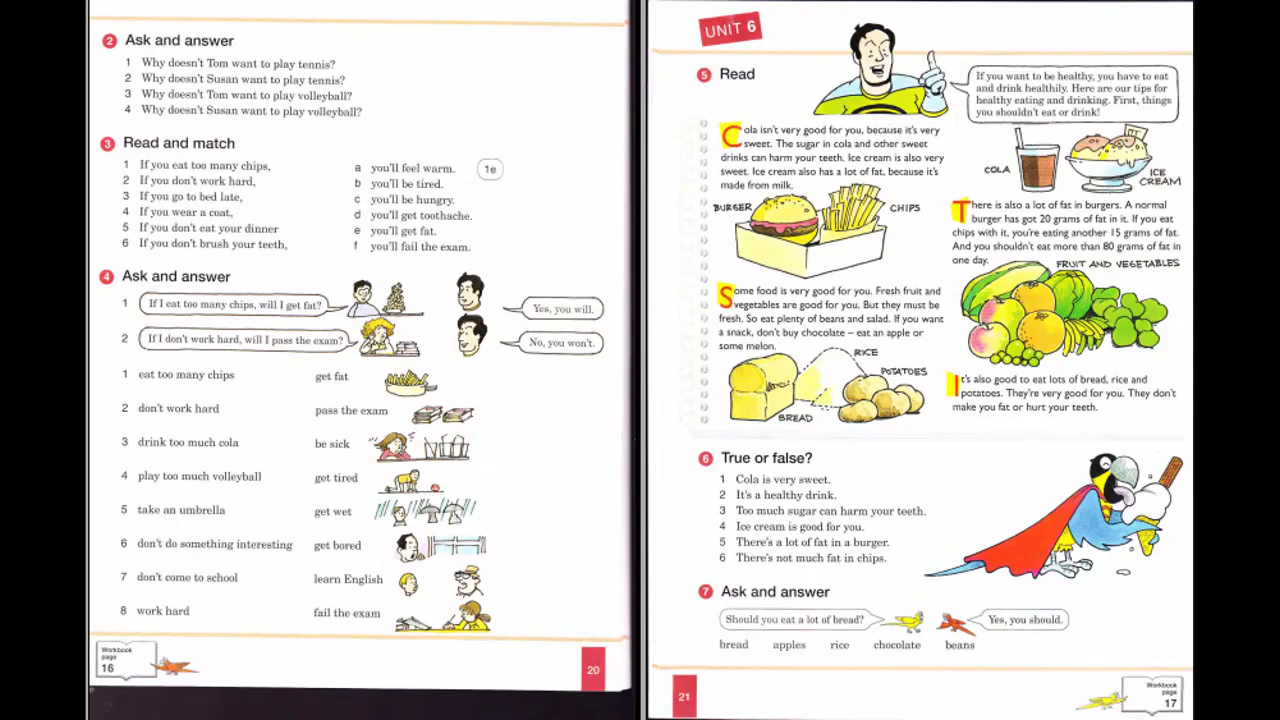 2 Ask and answer
1 Why doesn't Tom want to play tennis?
2 Why doesn't Susan want to play tennis?
3 Why doesn't Tom want to play volleyball?
4 Why doesn't Susan want to play volleyball?
3 Read and match
1 If you eat too many chips,
2 If you don't work hard,
3 If you go to bed late,
4 If you wear a coat,
5 If you don't eat your dinner
6 If you don't brush your teeth,
a you'll feel warm.
b you'll be tired.
c you'll be hungry.
d you'll get toothache.
e you'll get fat.
f you'll fail the exam.
1e
4 Ask and answer
1 If I eat too many chips, will I get fat?
Yes, you will.
2 If I don't work hard, will I pass the exam?
No, you won't.
1 eat too many chips get fat
2 don't work hard pass the exam
3 drink too much cola be sick
4 play too much volleyball get tired
5 take an umbrella get wet
6 don't do something interesting get bored
7 don't come to school learn English
8 work hard fail the exam
Workbook
page
16
20
UNIT 6
5 Read
If you want to be healthy, you have to eat
and drink healthily. Here are our tips for
healthy eating and drinking. First, things
you shouldn't eat or drink!
Cola isn't very good for you, because it's very
sweet. The sugar in cola and other sweet
drinks can harm your teeth. Ice cream is also very
sweet. Ice cream also has a lot of fat, because it's
made from milk.
COLA
ICE
CREAM
BURGER
CHIPS
There is also a lot of fat in burgers. A normal
burger has got 20 grams of fat in it. If you eat
chips with it, you're eating another 15 grams of fat.
And you shouldn't eat more than 80 grams of fat in
one day.
FRUIT AND VEGETABLES
Some food is very good for you. Fresh fruit and
vegetables are good for you. But they must be
fresh. So eat plenty of beans and salad. If you want
a snack, don't buy chocolate – eat an apple or
some melon.
RICE
POTATOES
BREAD
It's also good to eat lots of bread, rice and
potatoes. They're very good for you. They don't
make you fat or hurt your teeth.
6 True or false?
1 Cola is very sweet.
2 It's a healthy drink.
3 Too much sugar can harm your teeth.
4 Ice cream is good for you.
5 There's a lot of fat in a burger.
6 There's not much fat in chips.
7 Ask and answer
Should you eat a lot of bread?
Yes, you should.
bread apples rice chocolate beans
21
Workbook
page
17